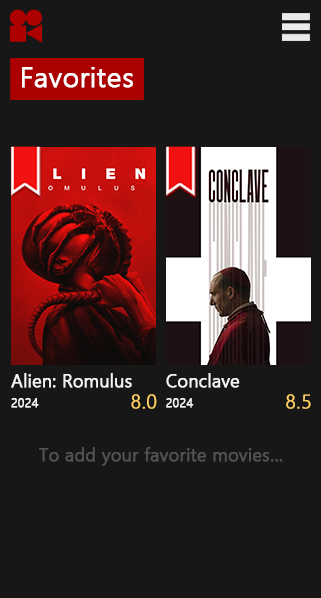 Favorites
LIEN
OMULUS
CONCLAVE
Alien: Romulus
2024
8.0
Conclave
2024
8.5
To add your favorite movies...